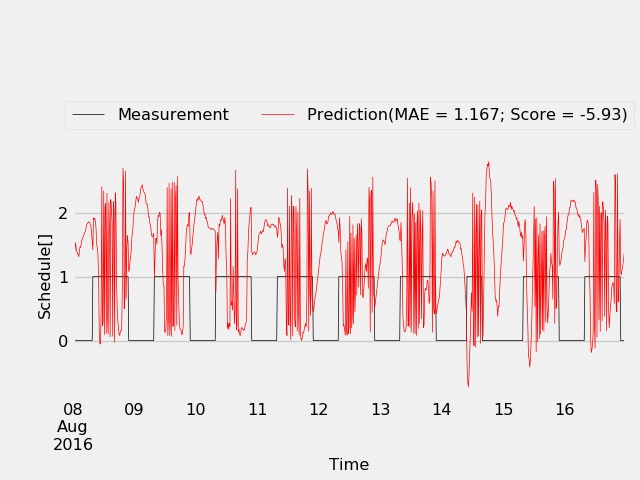 Measurement
Prediction(MAE = 1.167; Score = -5.93)
Schedule[]
2
1
0
08 09 10 11 12 13 14 15 16
Aug
2016
Time